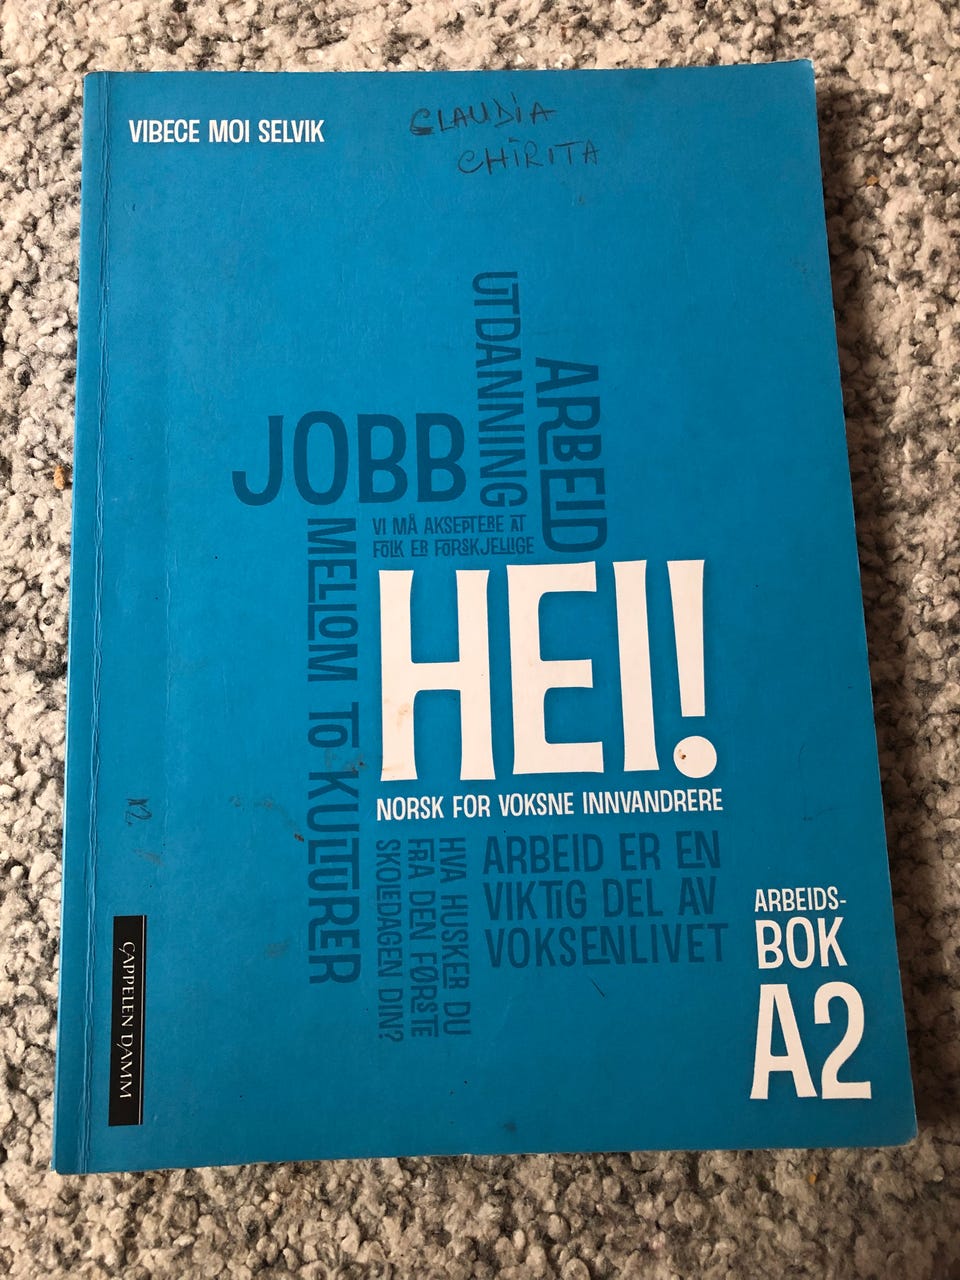 VIBECE MOI SELVIK
CLAUDIA
CHIRITA
UTDANNING
ARBEID
JOBB
VI MÅ AKSEPTERE AT
FOLK ER FORSKJELLIGE
MELLOM TO KULTURER
HEI!
NORSK FOR VOKSNE INNVANDRERE
HVA HUSKER DU
FRA DEN FØRSTE
SKOLEDAGEN DIN?
ARBEID ER EN
VIKTIG DEL AV
VOKSENLIVET
ARBEIDS-
BOK
A2
CAPPELEN DAMM